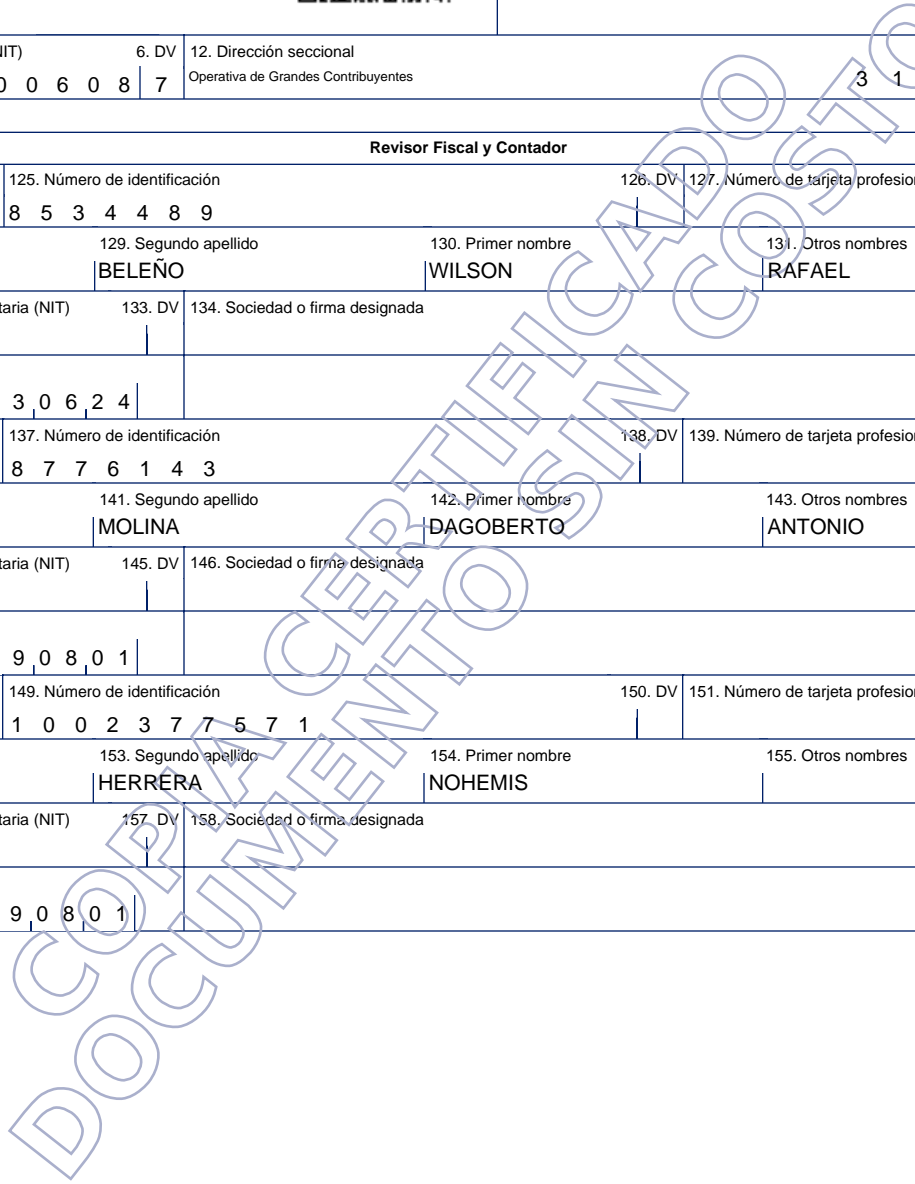 IT) 6. DV 12. Dirección seccional
0 0 6 0 8 7 Operativa de Grandes Contribuyentes 3 1
Revisor Fiscal y Contador
125. Número de identificación 126. DV 127. Número de tarjeta profesion
8 5 3 4 4 8 9
129. Segundo apellido 130. Primer nombre 131. Otros nombres
BELEÑO WILSON RAFAEL
taria (NIT) 133. DV 134. Sociedad o firma designada
3 0 6 2 4
137. Número de identificación 138. DV 139. Número de tarjeta profesion
8 7 7 6 1 4 3
141. Segundo apellido 142. Primer nombre 143. Otros nombres
MOLINA DAGOBERTO ANTONIO
taria (NIT) 145. DV 146. Sociedad o firma designada
9 0 8 0 1
149. Número de identificación 150. DV 151. Número de tarjeta profesion
1 0 0 2 3 7 7 5 7 1
153. Segundo apellido 154. Primer nombre 155. Otros nombres
HERRERA NOHEMIS
taria (NIT) 157. DV 158. Sociedad o firma designada
9 0 8 0 1
COPIA CERTIFICADO
DOCUMENTO SIN COSTO